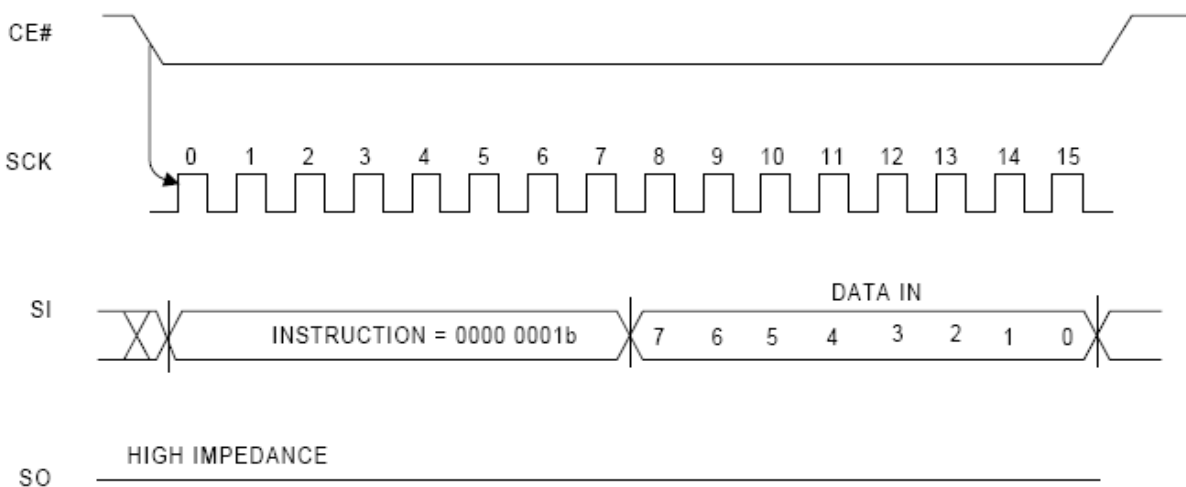 CE#
SCK
0 1 2 3 4 5 6 7 8 9 10 11 12 13 14 15
SI
DATA IN
INSTRUCTION = 0000 0001b
7 6 5 4 3 2 1 0
HIGH IMPEDANCE
SO